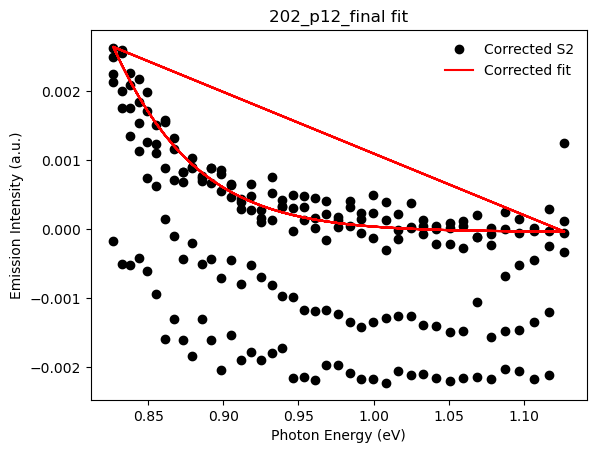 202_p12_final fit
Corrected S2
Corrected fit
Emission Intensity (a.u.)
0.002
0.001
0.000
−0.001
−0.002
0.85 0.90 0.95 1.00 1.05 1.10
Photon Energy (eV)